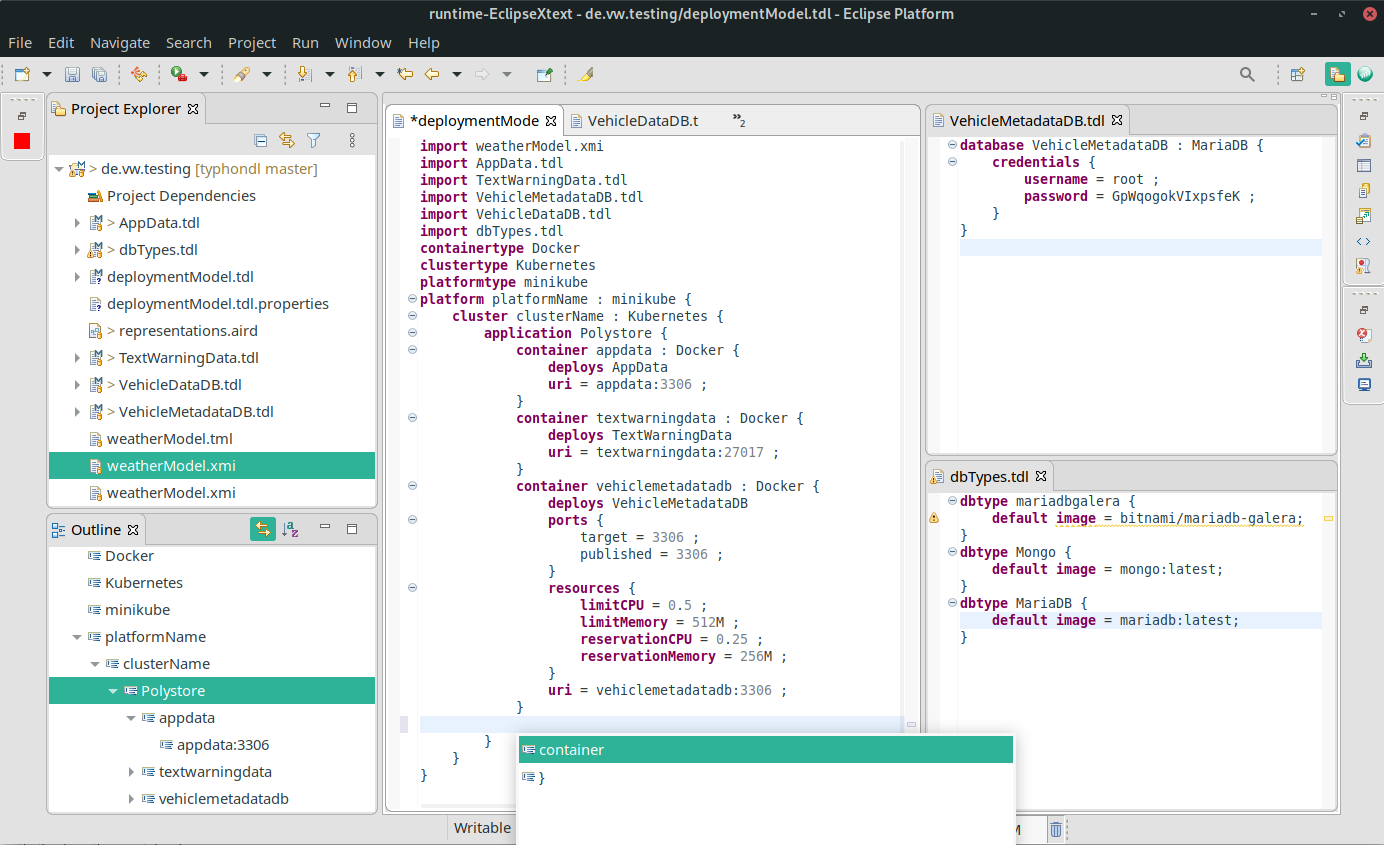 runtime-EclipseXtext - de.vw.testing/deploymentModel.tdl - Eclipse Platform
File Edit Navigate Search Project Run Window Help
Project Explorer
> de.vw.testing [typhondl master]
Project Dependencies
> AppData.tdl
> dbTypes.tdl
deploymentModel.tdl
deploymentModel.tdl.properties
> representations.aird
> TextWarningData.tdl
> VehicleDataDB.tdl
> VehicleMetadataDB.tdl
weatherModel.tml
weatherModel.xmi
weatherModel.xmi
Outline
Docker
Kubernetes
minikube
platformName
clusterName
Polystore
appdata
appdata:3306
textwarningdata
vehiclemetadatadb
*deploymentMode VehicleDataDB.t »2
import weatherModel.xmi
import AppData.tdl
import TextWarningData.tdl
import VehicleMetadataDB.tdl
import VehicleDataDB.tdl
import dbTypes.tdl
containertype Docker
clustertype Kubernetes
platformtype minikube
platform platformName : minikube {
cluster clusterName : Kubernetes {
application Polystore {
container appdata : Docker {
deploys AppData
uri = appdata:3306 ;
}
container textwarningdata : Docker {
deploys TextWarningData
uri = textwarningdata:27017 ;
}
container vehiclemetadatadb : Docker {
deploys VehicleMetadataDB
ports {
target = 3306 ;
published = 3306 ;
}
resources {
limitCPU = 0.5 ;
limitMemory = 512M ;
reservationCPU = 0.25 ;
reservationMemory = 256M ;
}
uri = vehiclemetadatadb:3306 ;
}
}
}
}
container
}
Writable
VehicleMetadataDB.tdl
database VehicleMetadataDB : MariaDB {
credentials {
username = root ;
password = GpWqogokVIxpsfeK ;
}
}
dbTypes.tdl
dbtype mariadbgalera {
default image = bitnami/mariadb-galera;
}
dbtype Mongo {
default image = mongo:latest;
}
dbtype MariaDB {
default image = mariadb:latest;
}